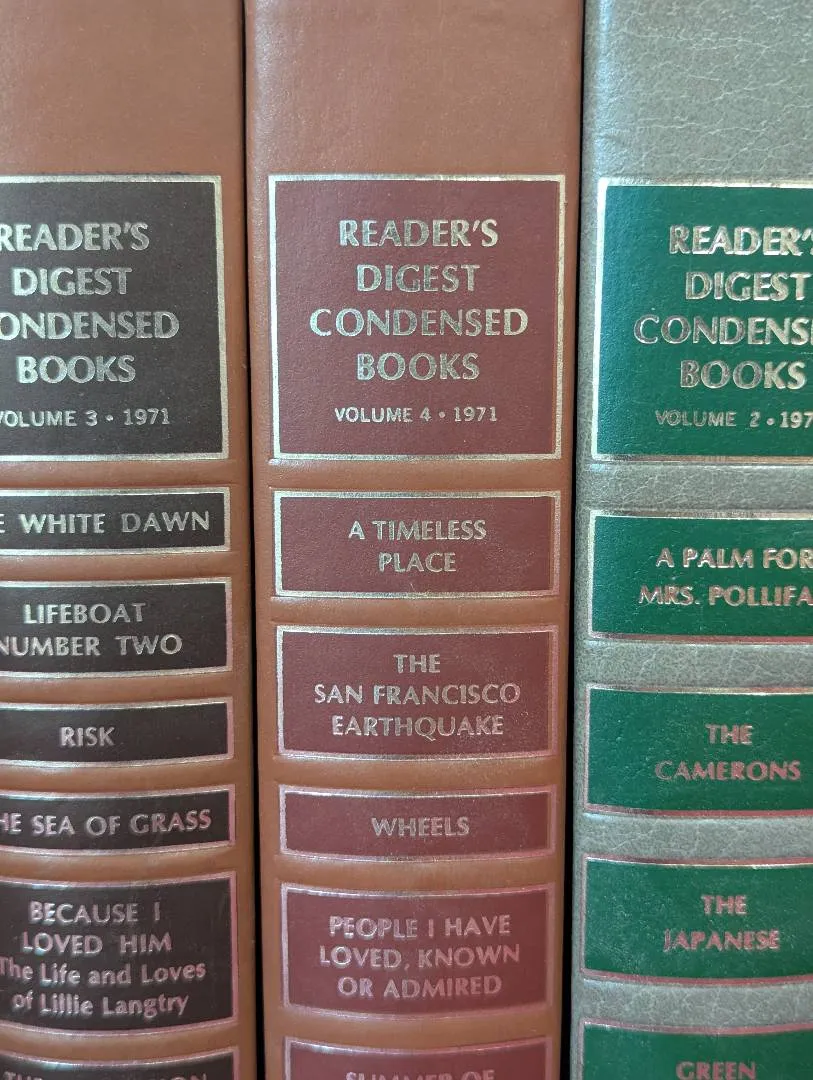 READER'S
DIGEST
ONDENSED
BOOKS
VOLUME 3 • 1971
E WHITE DAWN
LIFEBOAT
NUMBER TWO
RISK
HE SEA OF GRASS
BECAUSE I
LOVED HIM
The Life and Loves
of Lillie Langtry
READER'S
DIGEST
CONDENSED
BOOKS
VOLUME 4 • 1971
A TIMELESS
PLACE
THE
SAN FRANCISCO
EARTHQUAKE
WHEELS
PEOPLE I HAVE
LOVED, KNOWN
OR ADMIRED
SUMMER OF
READER'S
DIGEST
CONDENS
BOOKS
VOLUME 2 • 197
A PALM FOR
MRS. POLLIFA
THE
CAMERONS
THE
JAPANESE
GREEN